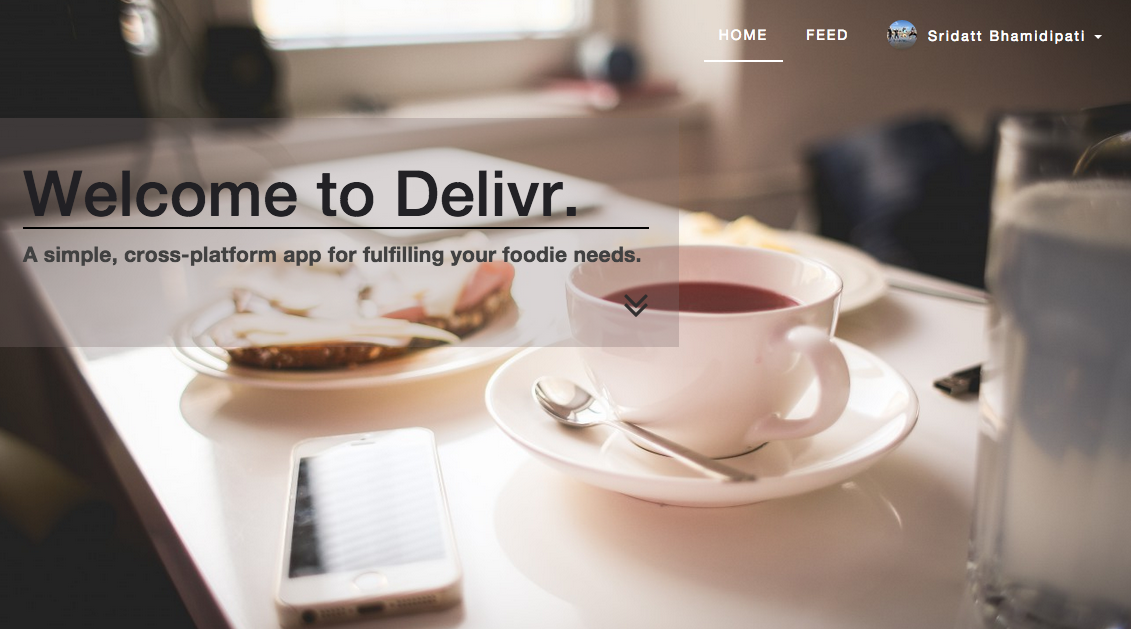 HOME FEED Sridatt Bhamidipati
Welcome to Delivr.
A simple, cross-platform app for fulfilling your foodie needs.